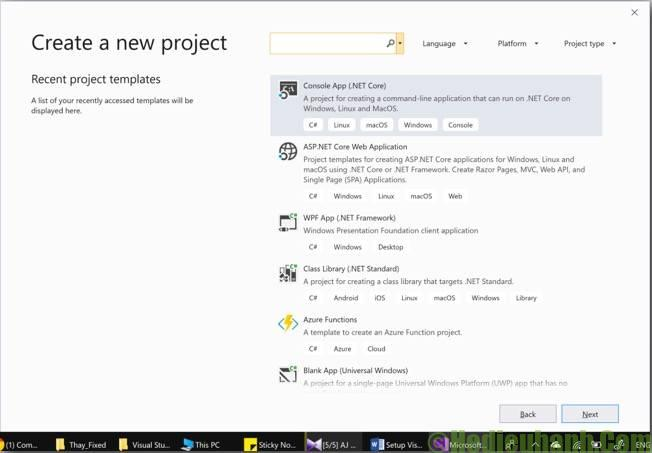 Create a new project
Language
Platform
Project type
Recent project templates
A list of your recently accessed templates will be
displayed here.
Console App (.NET Core)
A project for creating a command-line application that can run on .NET Core on
Windows, Linux and MacOS.
C# Linux macOS Windows Console
ASP.NET Core Web Application
Project templates for creating ASP.NET Core applications for Windows, Linux and
macOS using .NET Core or .NET Framework. Create Razor Pages, MVC, Web API, and
Single Page (SPA) Applications.
C# Windows Linux macOS Web
WPF App (.NET Framework)
Windows Presentation Foundation client application
C# Windows Desktop
Class Library (.NET Standard)
A project for creating a class library that targets .NET Standard.
C# Android iOS Linux macOS Windows Library
Azure Functions
A template to create an Azure Function project.
C# Azure Cloud
Blank App (Universal Windows)
A project for a single-page Universal Windows Platform (UWP) app that has no
Back Next
(1) Com... Thay_Fixed Visual Stu... This PC Sticky No... [5/5] AJ ... Setup Vis... Microsoft... ENG